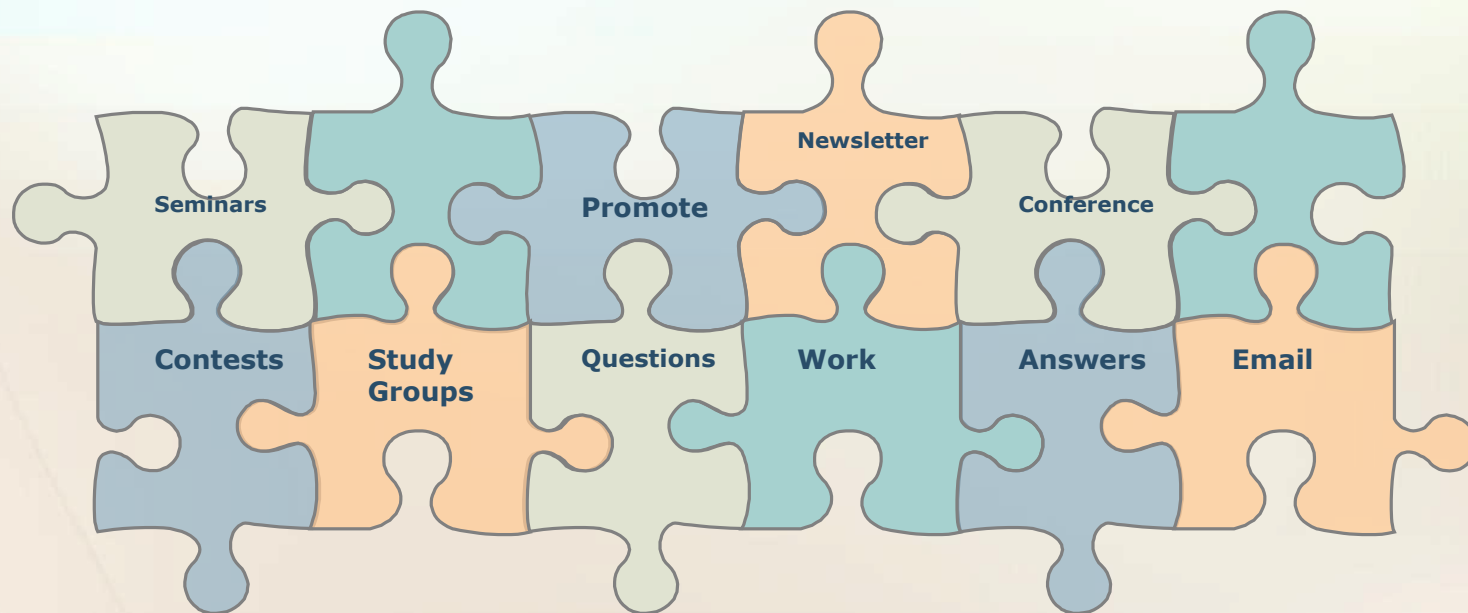 Newsletter
Seminars
Promote
Conference
Contests
Study
Groups
Questions
Work
Answers
Email